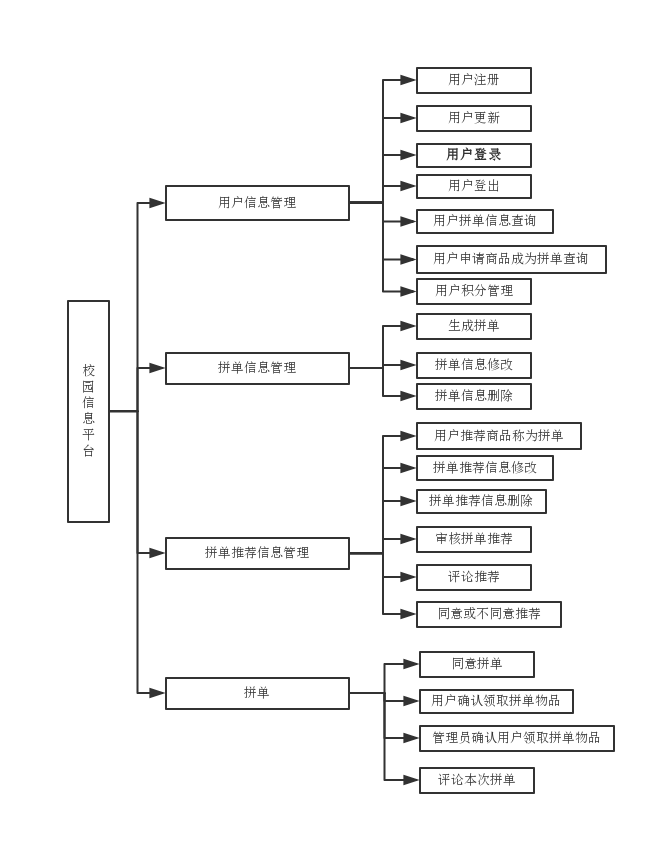 校园信息平台
用户信息管理
用户注册
用户更新
用户登录
用户登出
用户拼单信息查询
用户申请商品成为拼单查询
用户积分管理
拼单信息管理
生成拼单
拼单信息修改
拼单信息删除
拼单推荐信息管理
用户推荐商品称为拼单
拼单推荐信息修改
拼单推荐信息删除
审核拼单推荐
评论推荐
同意或不同意推荐
拼单
同意拼单
用户确认领取拼单物品
管理员确认用户领取拼单物品
评论本次拼单